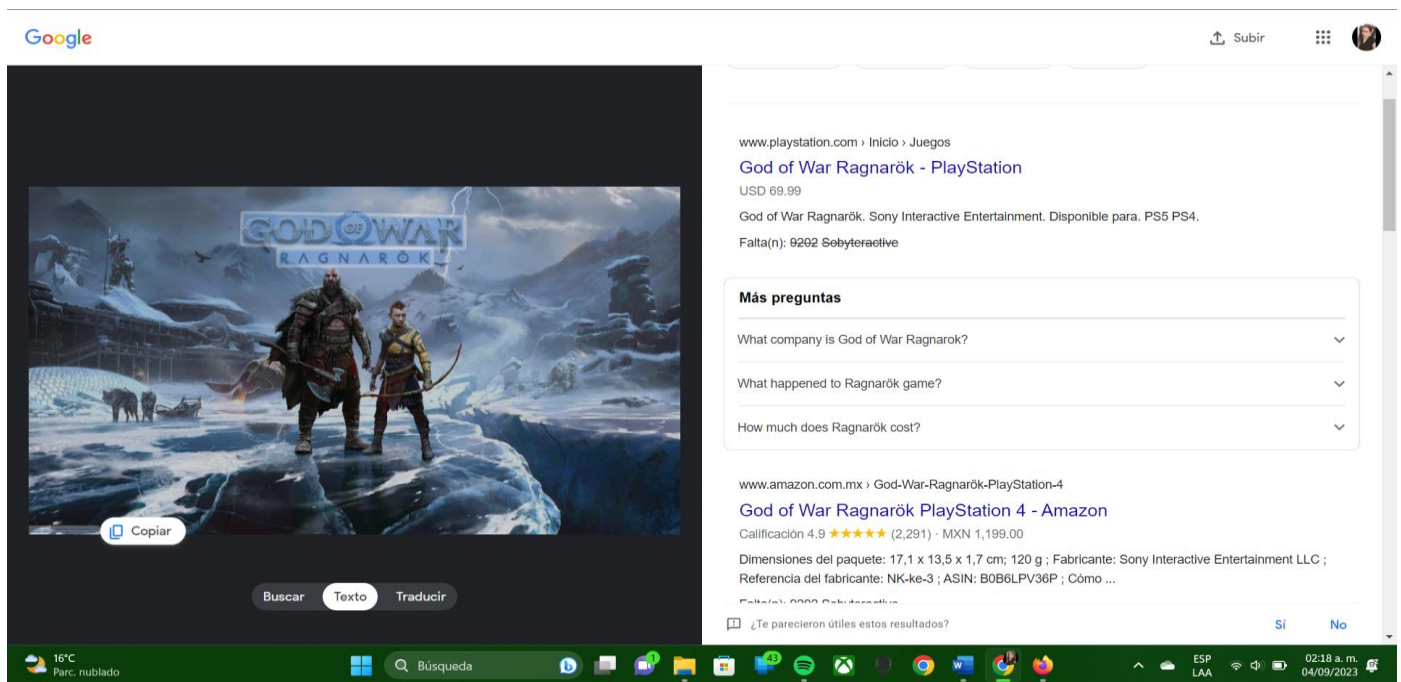 Google
Subir
GOD OF WAR
RAGNARÖK
Copiar
Buscar Texto Traducir
www.playstation.com › Inicio › Juegos
God of War Ragnarök - PlayStation
USD 69.99
God of War Ragnarök. Sony Interactive Entertainment. Disponible para. PS5 PS4.
Falta(n): 9202 Sobyteractive
Más preguntas
What company is God of War Ragnarok?
What happened to Ragnarök game?
How much does Ragnarök cost?
www.amazon.com.mx › God-War-Ragnarök-PlayStation-4
God of War Ragnarök PlayStation 4 - Amazon
Calificación 4.9 ★★★★★ (2,291) · MXN 1,199.00
Dimensiones del paquete: 17,1 x 13,5 x 1,7 cm; 120 g ; Fabricante: Sony Interactive Entertainment LLC ;
Referencia del fabricante: NK-ke-3 ; ASIN: B0B6LPV36P ; Cómo ...
¿Te parecieron útiles estos resultados?
Sí No
16°C
Parc. nublado
Búsqueda
1
43
ESP
LAA
02:18 a. m.
04/09/2023